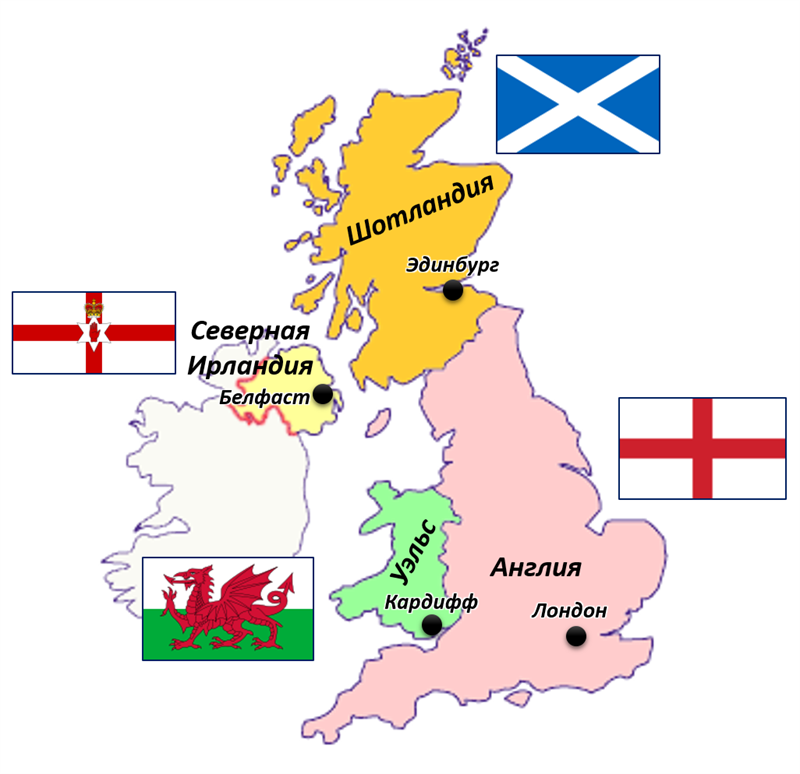 Шотландия
Эдинбург
Северная
Ирландия
Белфаст
Уэльс
Англия
Кардифф
Лондон